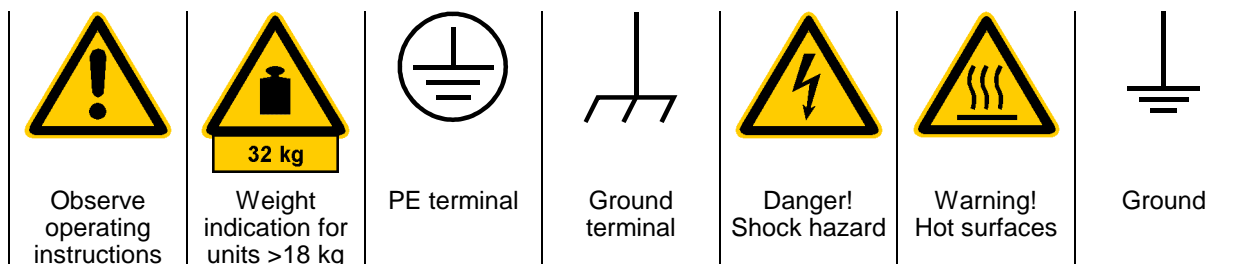 32 kg
Observe
operating
instructions
Weight
indication for
units >18 kg
PE terminal
Ground
terminal
Danger!
Shock hazard
Warning!
Hot surfaces
Ground